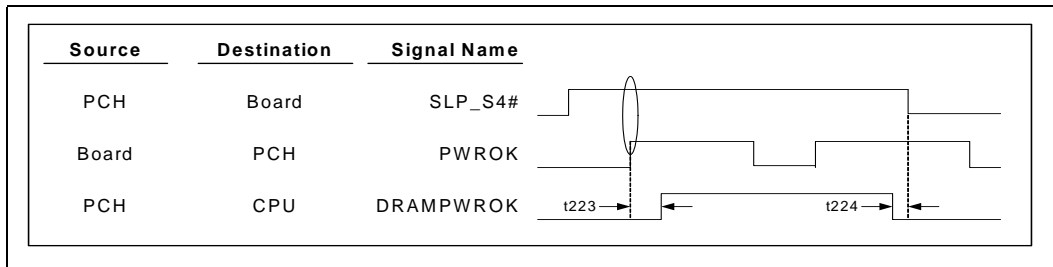 Source Destination Signal Name
PCH Board SLP_S4#
Board PCH PWROK
PCH CPU DRAMPWROK t223 t224